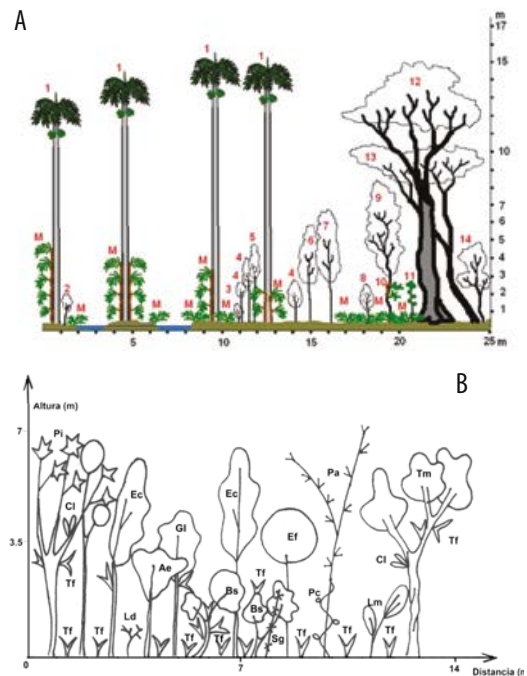 A
m
17
15
10
7
6
5
4
3
2
1
1 1 1 1
12
13
M 2 M M M M 3 4 4 5 M 4 6 7 M 8 9 M 10 M 11 14
5 10 15 20 25
m
B
Altura (m)
7
3.5
0 7 14
Distancia (m
Pi Cl Tf Tf Ec Ld Ae Gl Tf Tf Bs Ec Tf Bs Sg Ef Tf Pa Pc Tf Lm Tf Cl Tm Tf